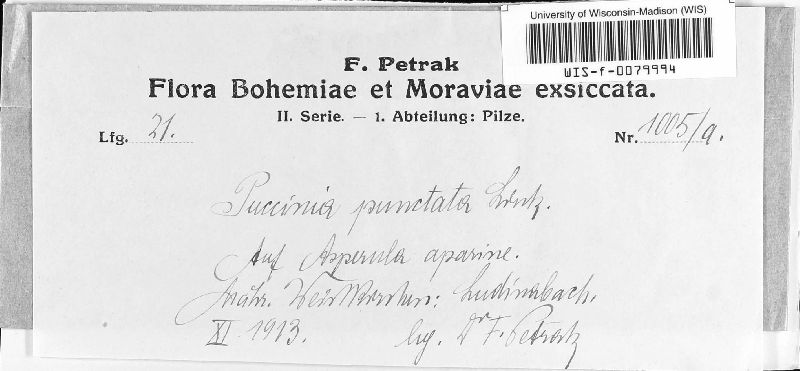 University of Wisconsin-Madison (WIS)
WIS-f-0079994
F. Petrak
Flora Bohemiae et Moraviae exsiccata.
II. Serie. — 1. Abteilung: Pilze.
Lfg. 21.
Nr. 1005/a.
Puccinia punctata Link.
Auf Asperula aparine.
Mähr. Weisskirchen: Ludinabach.
XI. 1913. lg. Dr F. Petrak